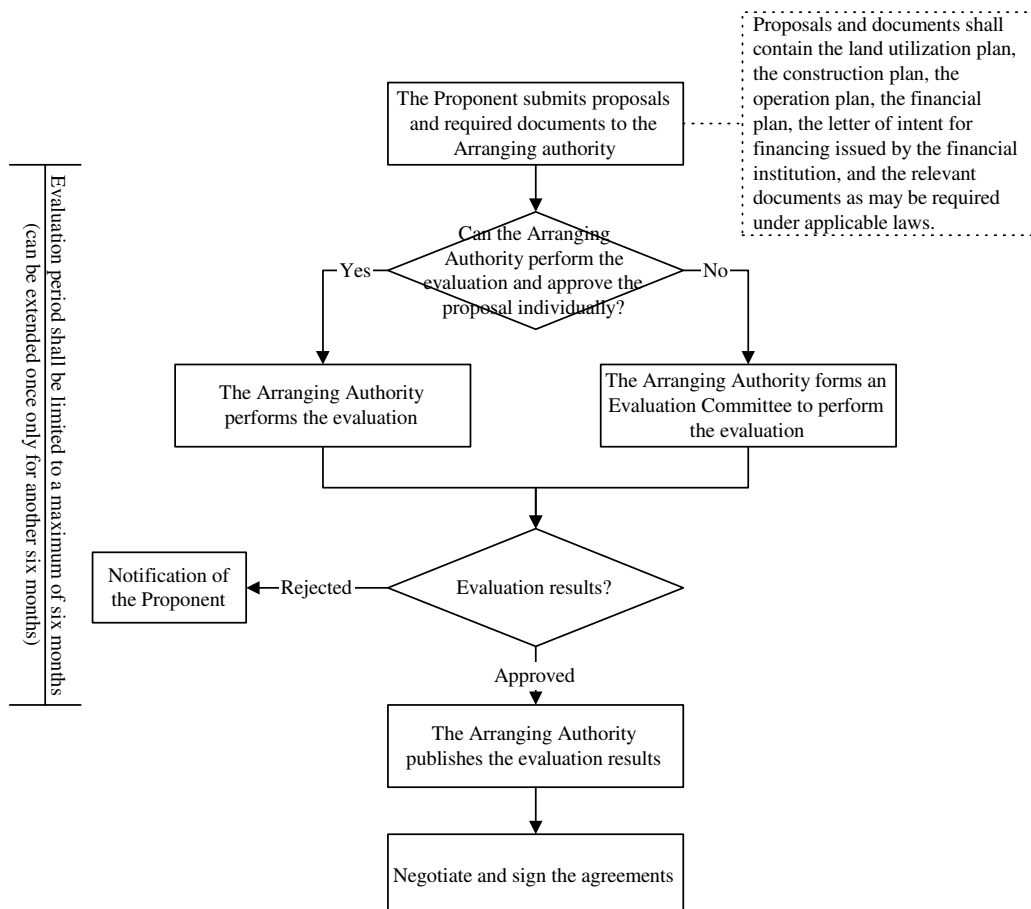 Proposals and documents shall
contain the land utilization plan,
the construction plan, the
operation plan, the financial
plan, the letter of intent for
financing issued by the financial
institution, and the relevant
documents as may be required
under applicable laws.
The Proponent submits proposals
and required documents to the
Arranging authority
Evaluation period shall be limited to a maximum of six months
(can be extended once only for another six months)
Can the Arranging
Authority perform the
evaluation and approve the
proposal individually?
Yes
No
The Arranging Authority
performs the evaluation
The Arranging Authority forms an
Evaluation Committee to perform
the evaluation
Evaluation results?
Rejected
Notification of
the Proponent
Approved
The Arranging Authority
publishes the evaluation results
Negotiate and sign the agreements